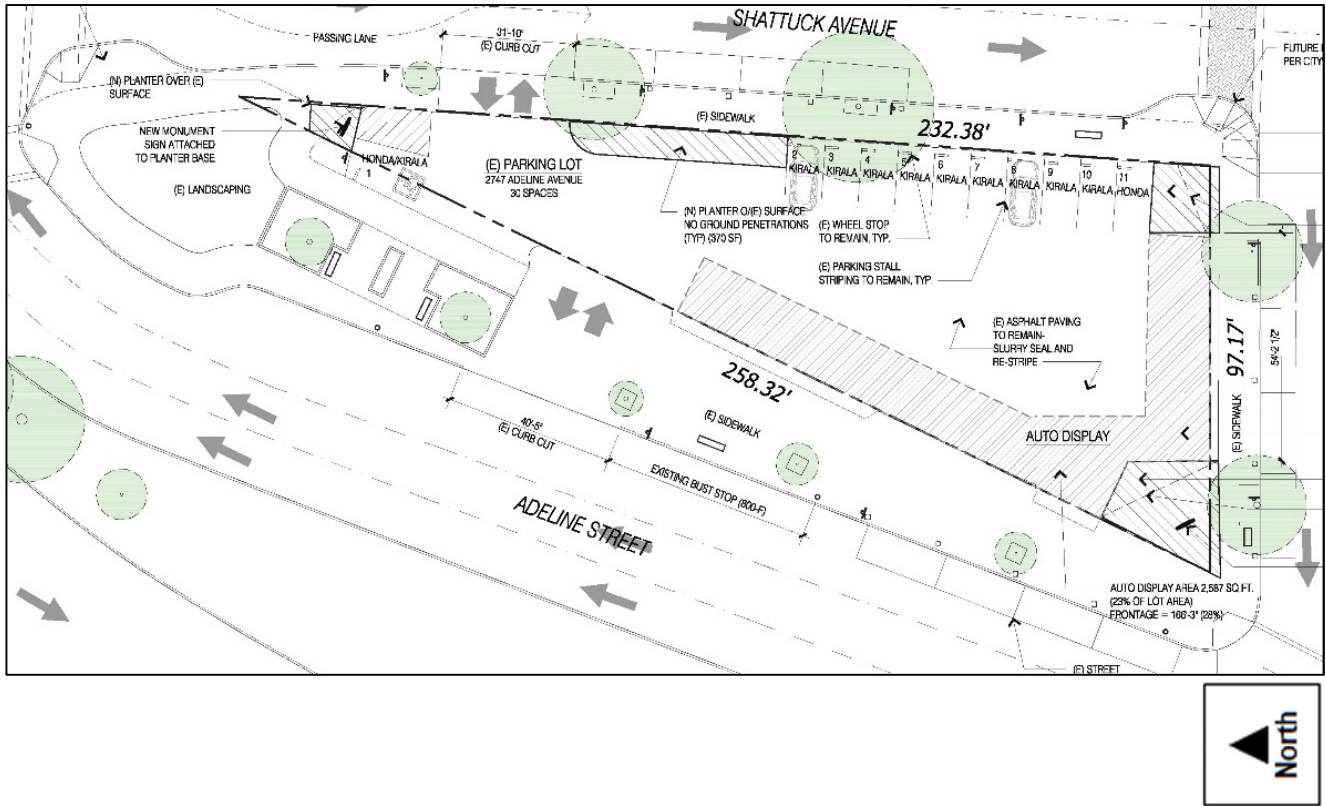 SHATTUCK AVENUE
PASSING LANE
31'-10"
(E) CURB CUT
(N) PLANTER OVER (E)
SURFACE
NEW MONUMENT
SIGN ATTACHED
TO PLANTER BASE
(E) LANDSCAPING
HONDA/KIRALA
1
(E) PARKING LOT
2747 ADELINE AVENUE
30 SPACES
(E) SIDEWALK
232.38'
2
KIRALA
3
KIRALA
4
KIRALA
5
KIRALA
6
KIRALA
7
KIRALA
8
KIRALA
9
KIRALA
10
KIRALA
11
HONDA
FUTURE
PER CITY
(N) PLANTER O/(E) SURFACE
NO GROUND PENETRATIONS
(TYP) (370 SF)
(E) WHEEL STOP
TO REMAIN, TYP.
(E) PARKING STALL
STRIPING TO REMAIN, TYP.
(E) ASPHALT PAVING
TO REMAIN-
SLURRY SEAL AND
RE-STRIPE
97.17'
54'-2 1/2"
(E) SIDEWALK
258.32'
AUTO DISPLAY
(E) SIDEWALK
40'-5"
(E) CURB CUT
EXISTING BUST STOP (800-F)
ADELINE STREET
AUTO DISPLAY AREA 2,587 SQ.FT.
(23% OF LOT AREA)
FRONTAGE = 166'-3" (28%)
(E) STREET
North